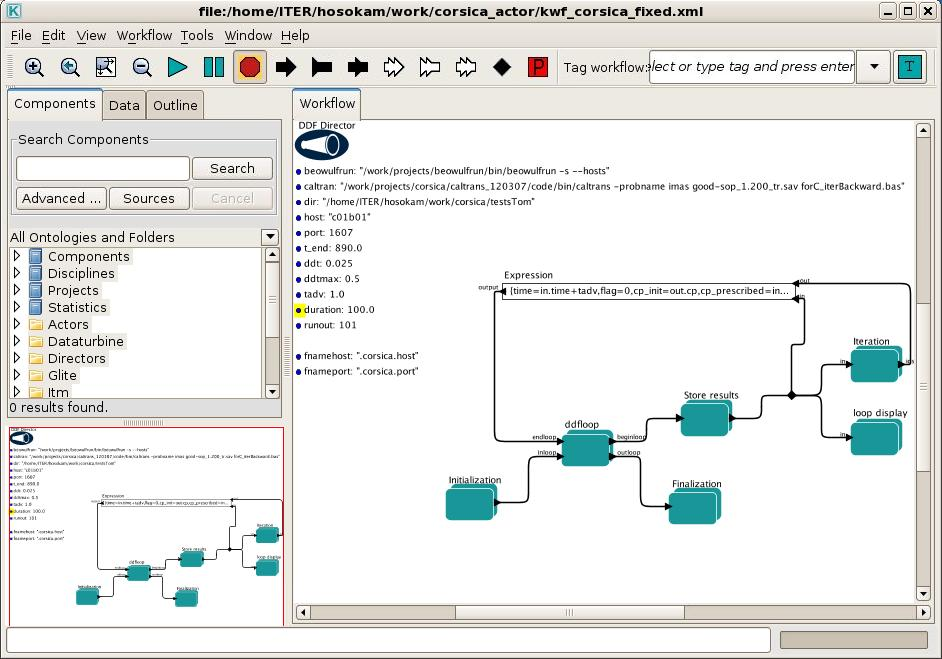 file:/home/ITER/hosokam/work/corsica_actor/kwf_corsica_fixed.xml
File Edit View Workflow Tools Window Help
P Tag workflow: elect or type tag and press enter T
Components Data Outline
Search Components
Search
Advanced ... Sources Cancel
All Ontologies and Folders
Components
Disciplines
Projects
Statistics
Actors
Dataturbine
Directors
Glite
Itm
0 results found.
Workflow
DDF Director
beowulfrun: "/work/projects/beowulfrun/bin/beowulfrun -s --hosts"
caltran: "/work/projects/corsica/caltrans_120307/code/bin/caltrans -probname imas good-sop_1.200_tr.sav forC_iterBackward.bas"
dir: "/home/ITER/hosokam/work/corsica/testsTom"
host: "c01b01"
port: 1607
t_end: 890.0
ddt: 0.025
ddtmax: 0.5
tadv: 1.0
duration: 100.0
runout: 101
fnamehost: ".corsica.host"
fnameport: ".corsica.port"
Expression
output
out
{time=in.time+tadv,flag=0,cp_init=out.cp,cp_prescribed=in...
in
Iteration
in
Store results
loop display
in
ddfloop
endloop
beginloop
inloop
outloop
Initialization
Finalization